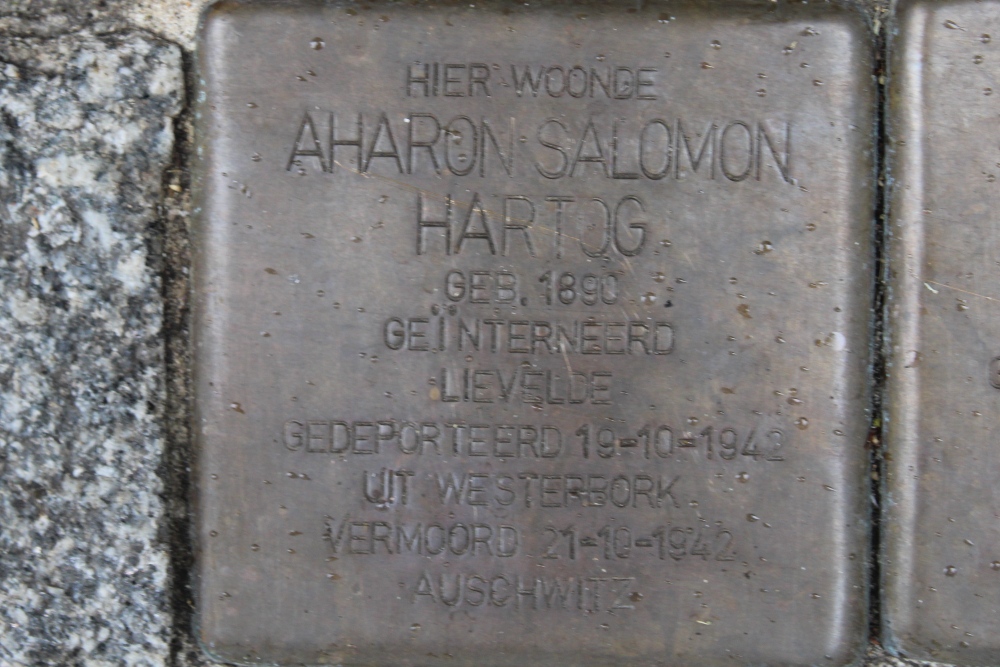 HIER WOONDE
AHARON SALOMON
HARTOG
GEB. 1890
GEÏNTERNEERD
LIEVELDE
GEDEPORTEERD 19-10-1942
UIT WESTERBORK
VERMOORD 21-10-1942
AUSCHWITZ